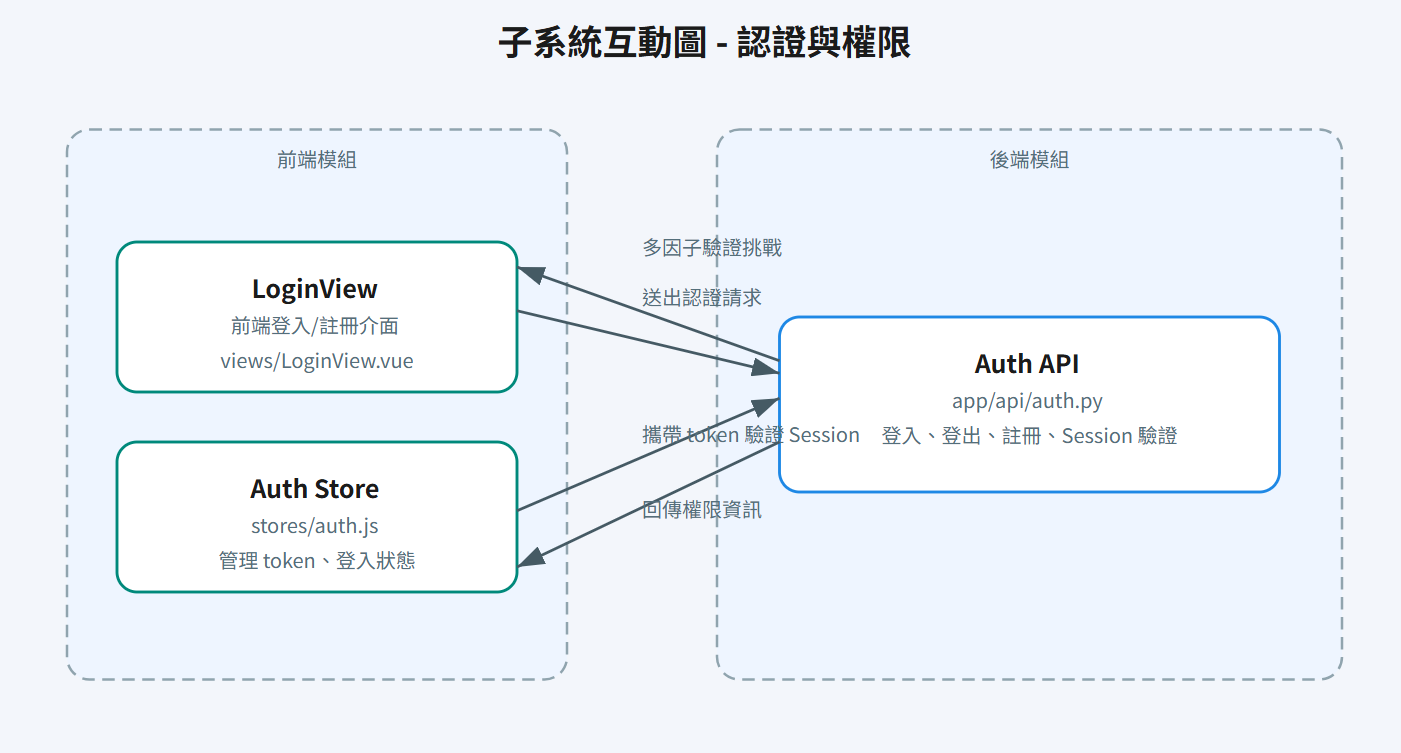 子系統互動圖 - 認證與權限
前端模組
LoginView
前端登入/註冊介面
views/LoginView.vue
Auth Store
stores/auth.js
管理 token、登入狀態
多因子驗證挑戰
送出認證請求
攜帶 token 驗證 Session
回傳權限資訊
後端模組
Auth API
app/api/auth.py
登入、登出、註冊、Session 驗證